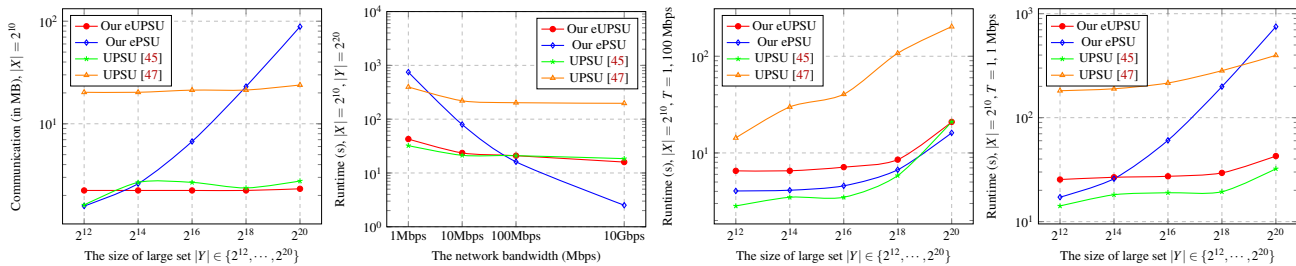 Communication (in MB), |X| = 2^10
10^2
10^1
2^12 2^14 2^16 2^18 2^20
The size of large set |Y| ∈ {2^12, ⋯, 2^20}
Our eUPSU
Our ePSU
UPSU [45]
UPSU [47]
Runtime (s), |X| = 2^10, |Y| = 2^20
10^4
10^3
10^2
10^1
10^0
1Mbps 10Mbps 100Mbps 10Gbps
The network bandwidth (Mbps)
Our eUPSU
Our ePSU
UPSU [45]
UPSU [47]
Runtime (s), |X| = 2^10, T = 1, 100 Mbps
10^2
10^1
2^12 2^14 2^16 2^18 2^20
The size of large set |Y| ∈ {2^12, ⋯, 2^20}
Our eUPSU
Our ePSU
UPSU [45]
UPSU [47]
Runtime (s), |X| = 2^10, T = 1, 1 Mbps
10^3
10^2
10^1
2^12 2^14 2^16 2^18 2^20
The size of large set |Y| ∈ {2^12, ⋯, 2^20}
Our eUPSU
Our ePSU
UPSU [45]
UPSU [47]